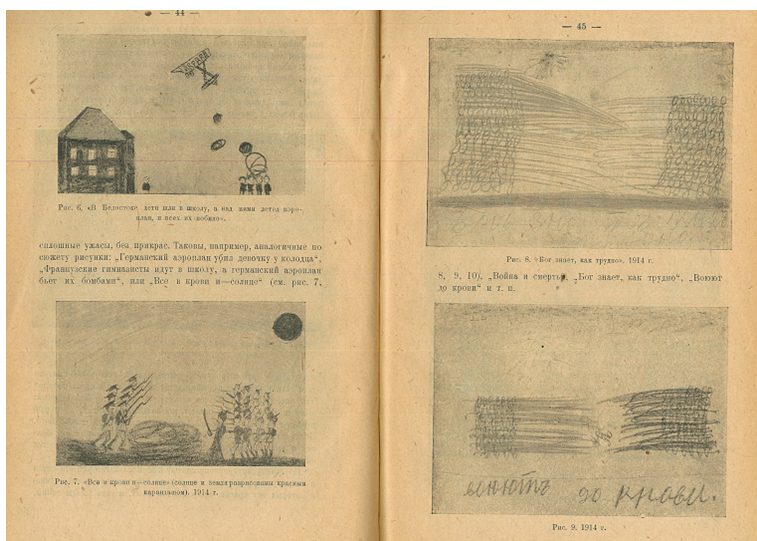 — 44 —
Рис. 6. «В Белостоке дети шли в школу, а над ними летел аэро-
план, и всех их побило».
сплошные ужасы, без прикрас. Таковы, например, аналогичные по
сюжету рисунки: „Германский аэроплан убил девочку у колодца“,
„Французские гимназисты идут в школу, а германский аэроплан
бьет их бомбами“, или „Все в крови и—солнце“ (см. рис. 7,
Рис. 7. «Все в крови и—солнце» (солнце и земля разрисованы красным
карандашом). 1914 г.
— 45 —
Рис. 8. «Бог знает, как трудно». 1914 г.
8, 9, 10), „Война и смерть“, „Бог знает, как трудно“, „Воюют
до крови“ и т. п.
воюютъ до крови.
Рис. 9. 1914 г.